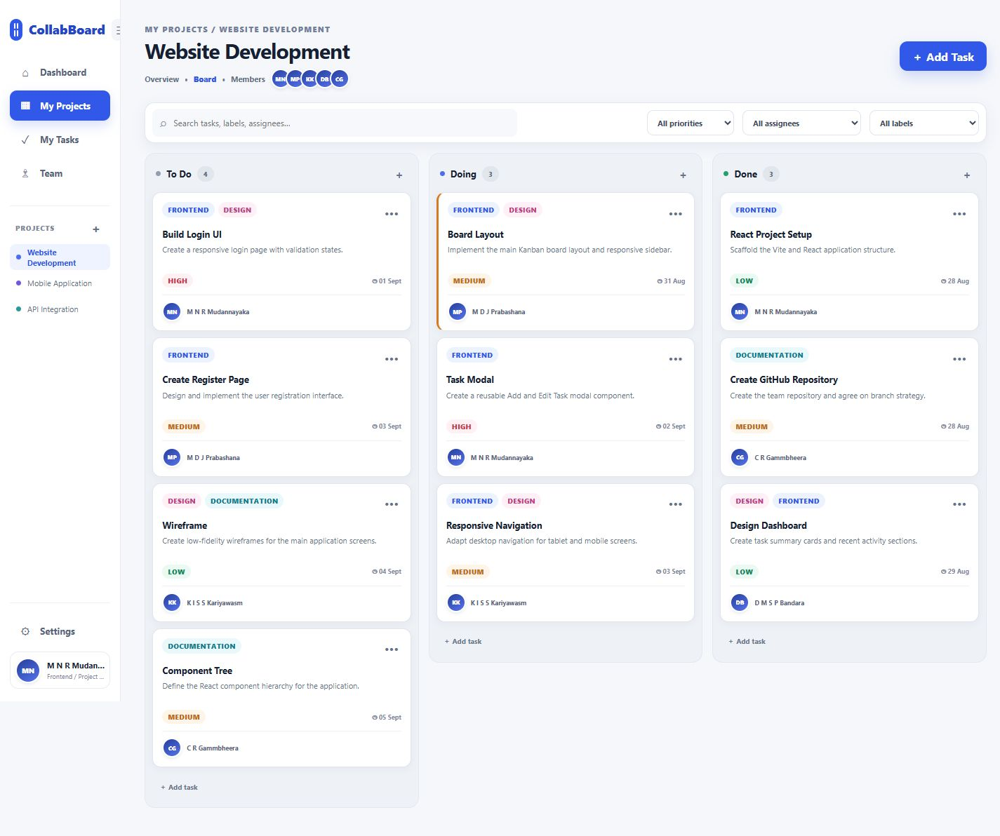 CollabBoard
Dashboard
My Projects
My Tasks
Team
PROJECTS +
Website
Development
Mobile Application
API Integration
Settings
MN
M N R Mudan...
Frontend / Project ...
MY PROJECTS / WEBSITE DEVELOPMENT
Website Development
Overview • Board • Members MN MP KK DB CG
+ Add Task
Search tasks, labels, assignees...
All priorities
All assignees
All labels
To Do 4 +
FRONTEND DESIGN
Build Login UI
Create a responsive login page with validation states.
HIGH 01 Sept
MN M N R Mudannayaka
FRONTEND
Create Register Page
Design and implement the user registration interface.
MEDIUM 03 Sept
MP M D J Prabashana
DESIGN DOCUMENTATION
Wireframe
Create low-fidelity wireframes for the main application screens.
LOW 04 Sept
KK K I S S Kariyawasm
DOCUMENTATION
Component Tree
Define the React component hierarchy for the application.
MEDIUM 05 Sept
CG C R Gammbheera
+ Add task
Doing 3 +
FRONTEND DESIGN
Board Layout
Implement the main Kanban board layout and responsive sidebar.
MEDIUM 31 Aug
MP M D J Prabashana
FRONTEND
Task Modal
Create a reusable Add and Edit Task modal component.
HIGH 02 Sept
MN M N R Mudannayaka
FRONTEND DESIGN
Responsive Navigation
Adapt desktop navigation for tablet and mobile screens.
MEDIUM 03 Sept
KK K I S S Kariyawasm
+ Add task
Done 3 +
FRONTEND
React Project Setup
Scaffold the Vite and React application structure.
LOW 28 Aug
MN M N R Mudannayaka
DOCUMENTATION
Create GitHub Repository
Create the team repository and agree on branch strategy.
MEDIUM 28 Aug
CG C R Gammbheera
DESIGN FRONTEND
Design Dashboard
Create task summary cards and recent activity sections.
LOW 29 Aug
DB D M S P Bandara
+ Add task